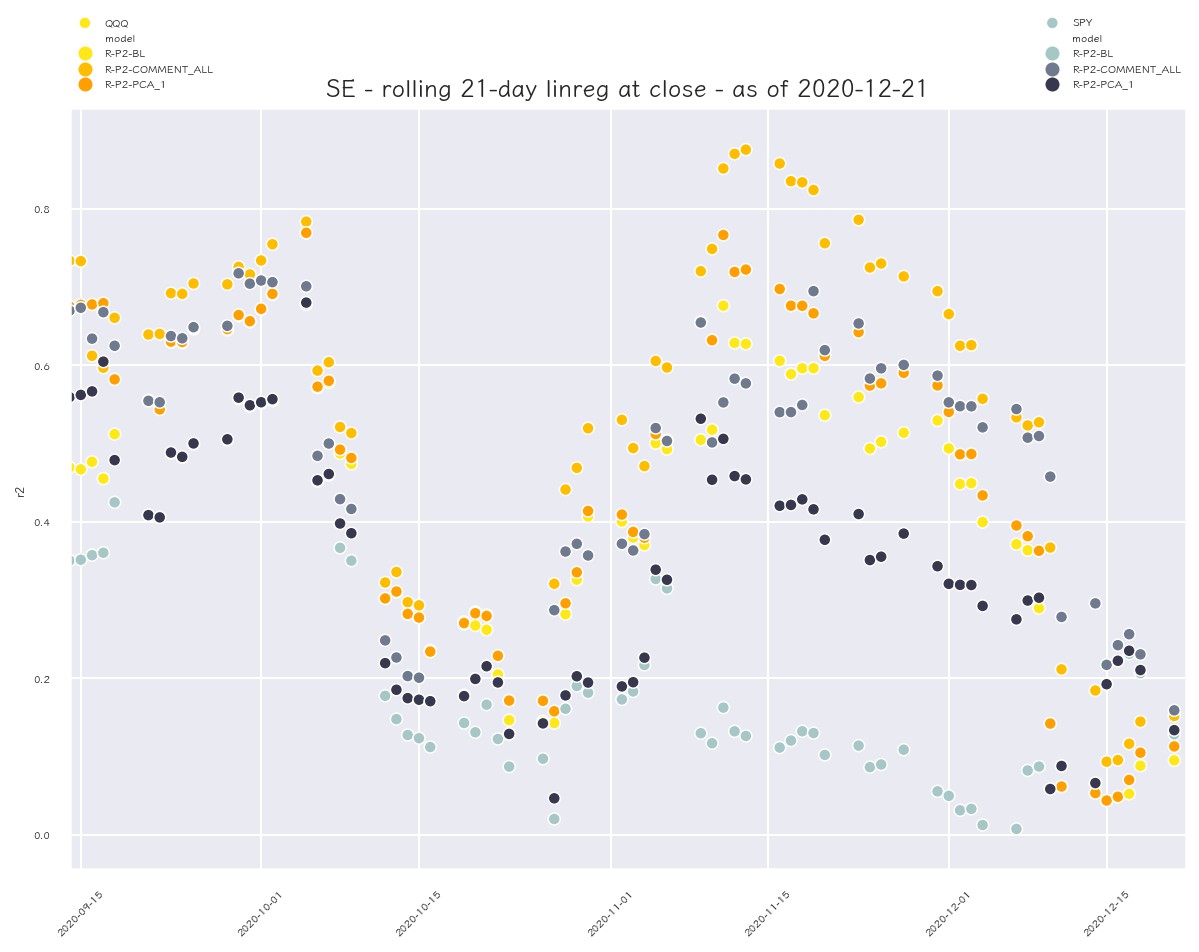 QQQ
model
R-P2-BL
R-P2-COMMENT_ALL
R-P2-PCA_1
SPY
model
R-P2-BL
R-P2-COMMENT_ALL
R-P2-PCA_1
SE - rolling 21-day linreg at close - as of 2020-12-21
0.8
0.6
0.4
0.2
0.0
r2
2020-09-15
2020-10-01
2020-10-15
2020-11-01
2020-11-15
2020-12-01
2020-12-15